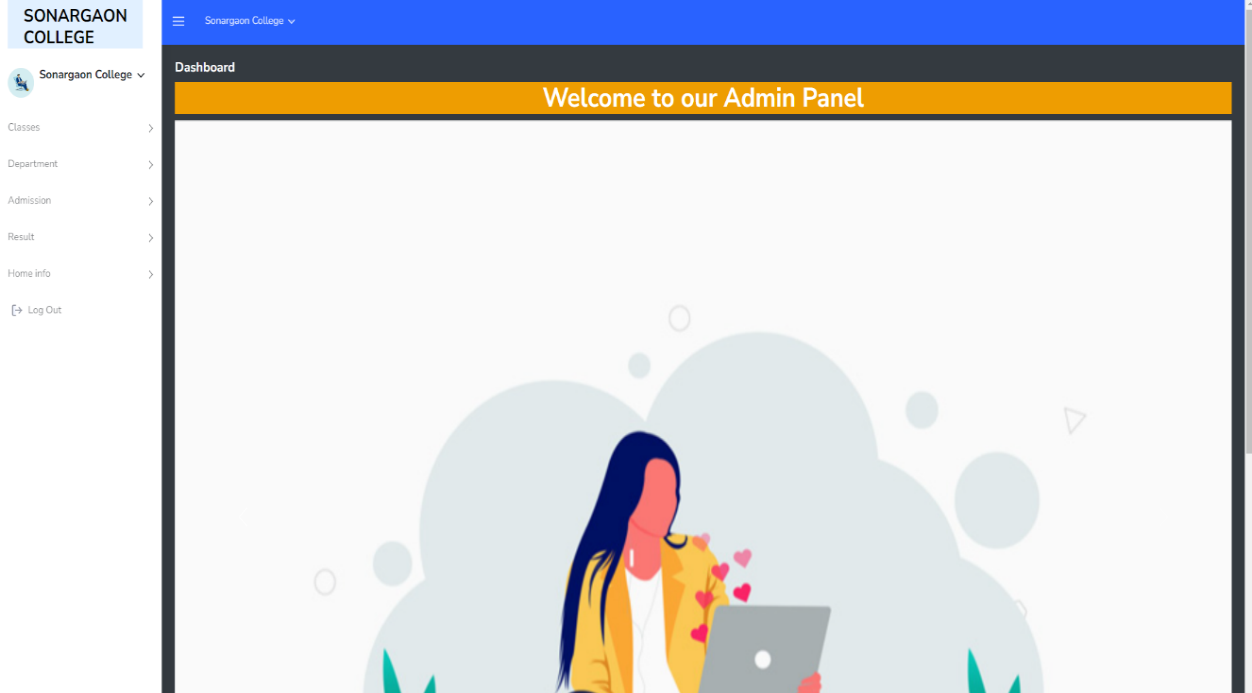 SONARGAON
COLLEGE
Sonargaon College
Sonargaon College
Classes
Department
Admission
Result
Home info
Log Out
Dashboard
Welcome to our Admin Panel